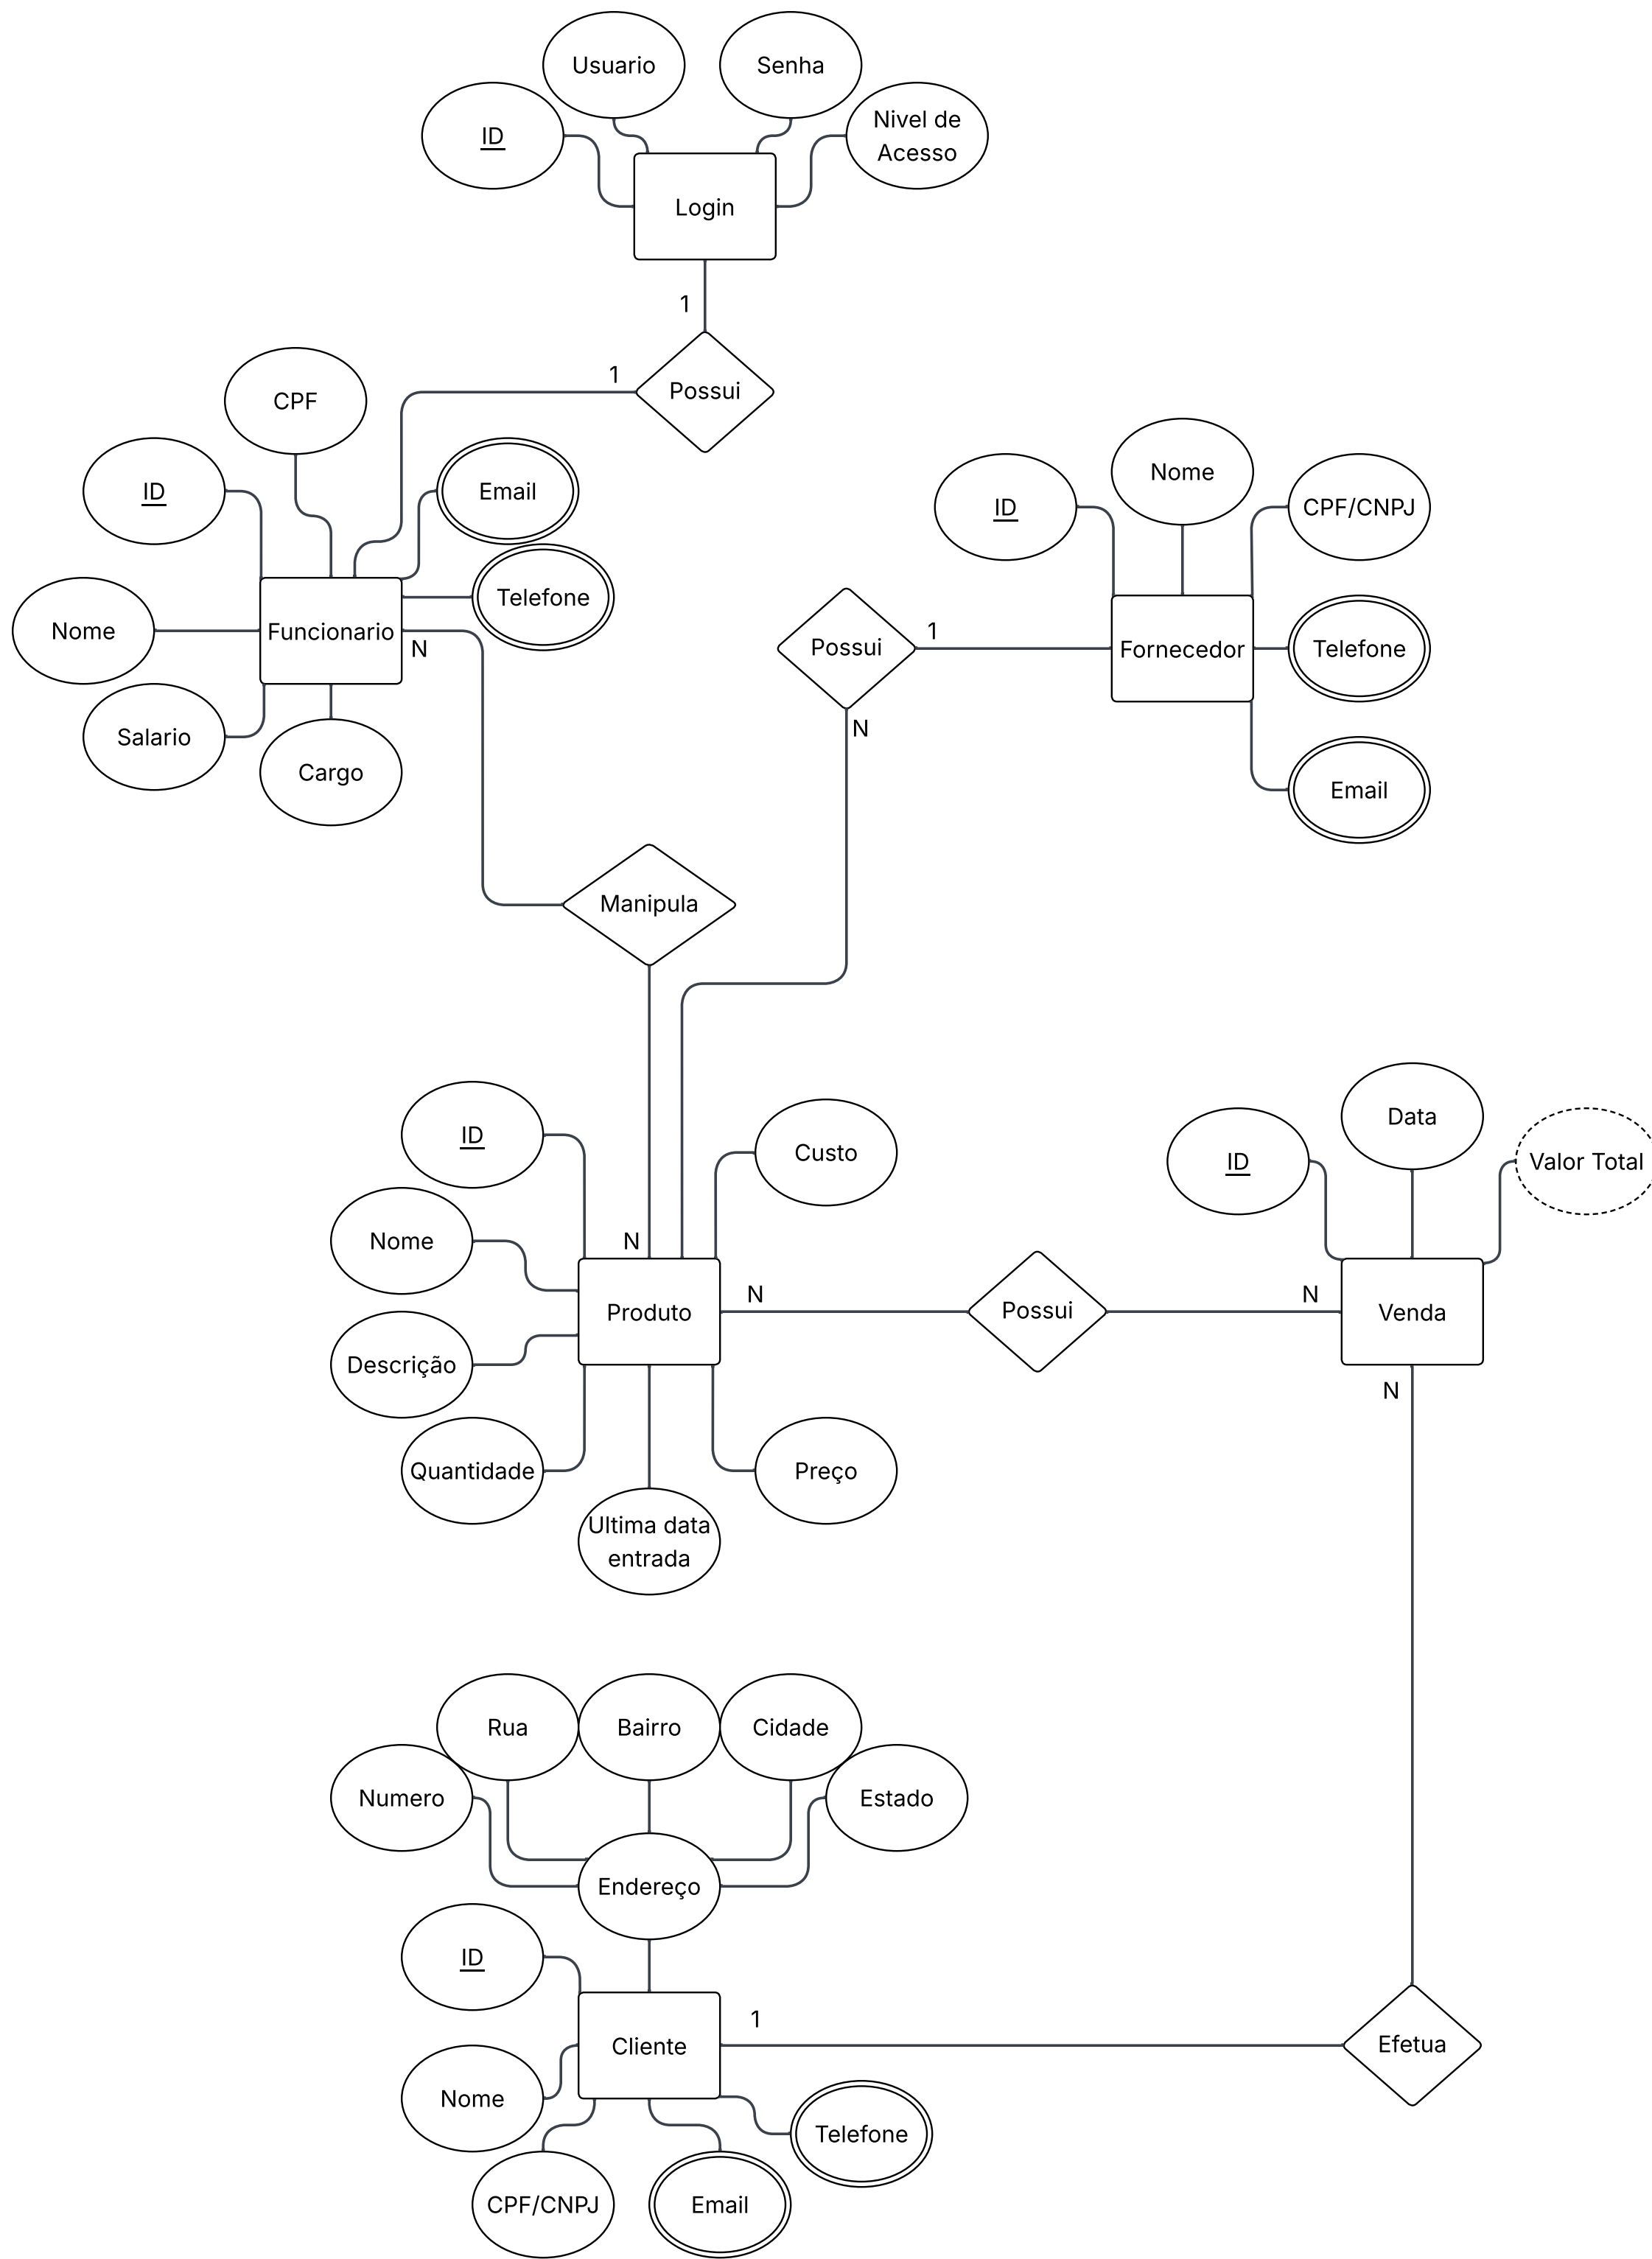 Usuario
Senha
ID
Nivel de
Acesso
Login
1
1
Possui
CPF
ID
Email
Nome
CPF/CNPJ
ID
Telefone
Nome
Funcionario
N
Possui
1
Fornecedor
Telefone
N
Salario
Cargo
Email
Manipula
Data
ID
Custo
ID
Valor Total
Nome
N
Produto
N
Possui
N
Venda
Descrição
N
Quantidade
Preço
Ultima data
entrada
Rua
Bairro
Cidade
Numero
Estado
Endereço
ID
1
Cliente
Efetua
Nome
Telefone
CPF/CNPJ
Email